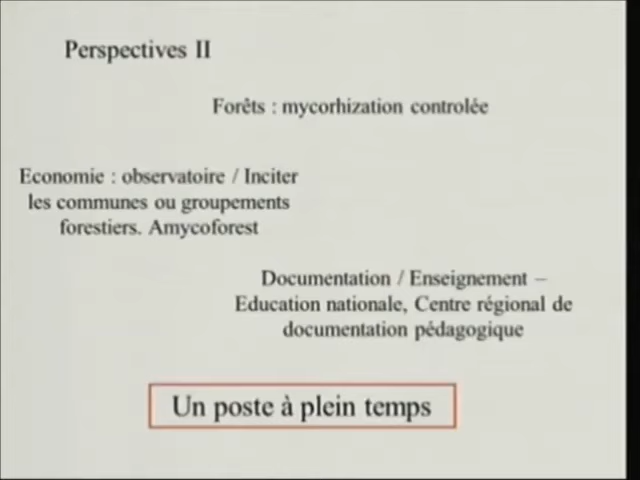 Perspectives II
Forêts : mycorhization controlée
Economie : observatoire / Inciter
les communes ou groupements
forestiers. Amycoforest
Documentation / Enseignement –
Education nationale, Centre régional de
documentation pédagogique
Un poste à plein temps